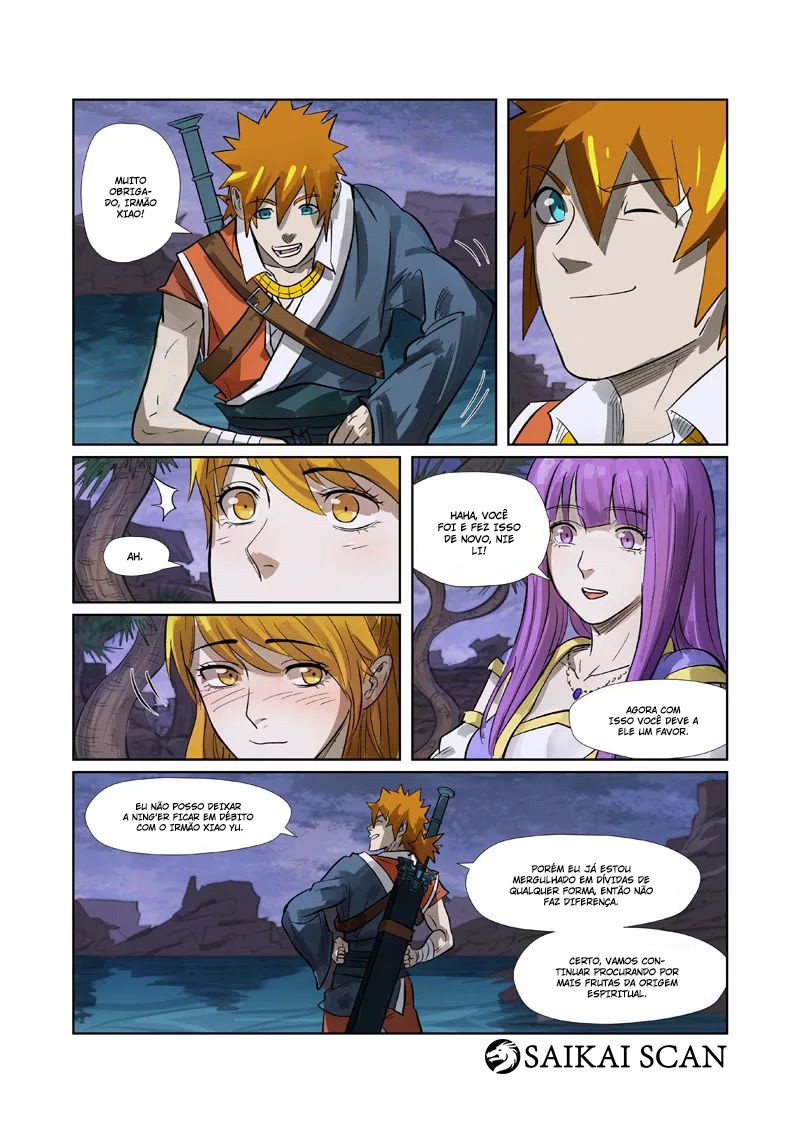 MUITO
OBRIGA-
DO, IRMÃO
XIAO!
AH.
HAHA, VOCÊ
FOI E FEZ ISSO
DE NOVO, NIE
LI!
AGORA COM
ISSO VOCÊ DEVE A
ELE UM FAVOR.
EU NÃO POSSO DEIXAR
A NING'ER FICAR EM DÉBITO
COM O IRMÃO XIAO YU.
PORÉM EU JÁ ESTOU
MERGULHADO EM DÍVIDAS DE
QUALQUER FORMA, ENTÃO NÃO
FAZ DIFERENÇA.
CERTO, VAMOS CON-
TINUAR PROCURANDO POR
MAIS FRUTAS DA ORIGEM
ESPIRITUAL.
SAIKAI SCAN